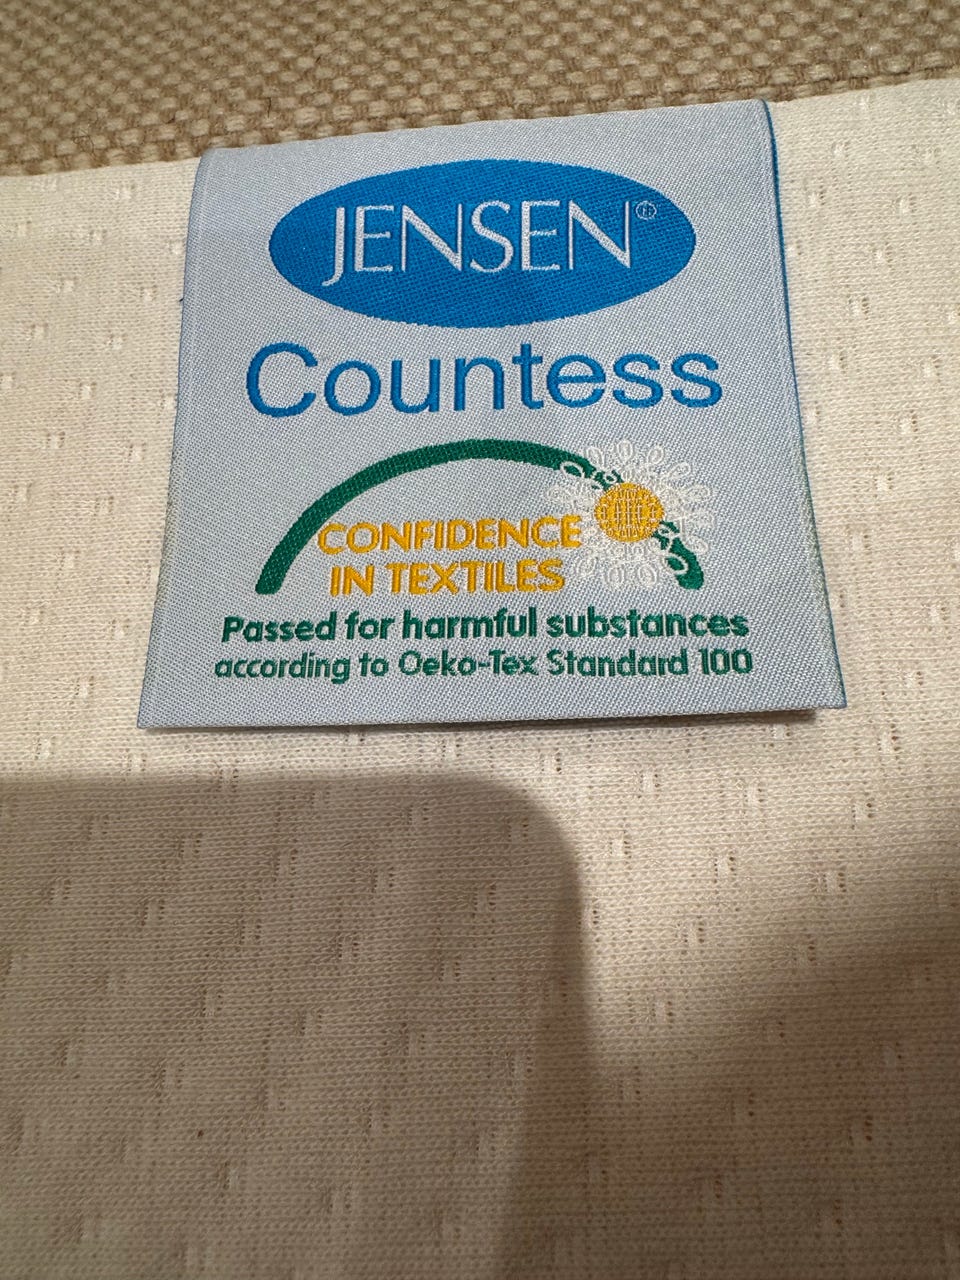 JENSEN®
Countess
CONFIDENCE
IN TEXTILES
Passed for harmful substances
according to Oeko-Tex Standard 100